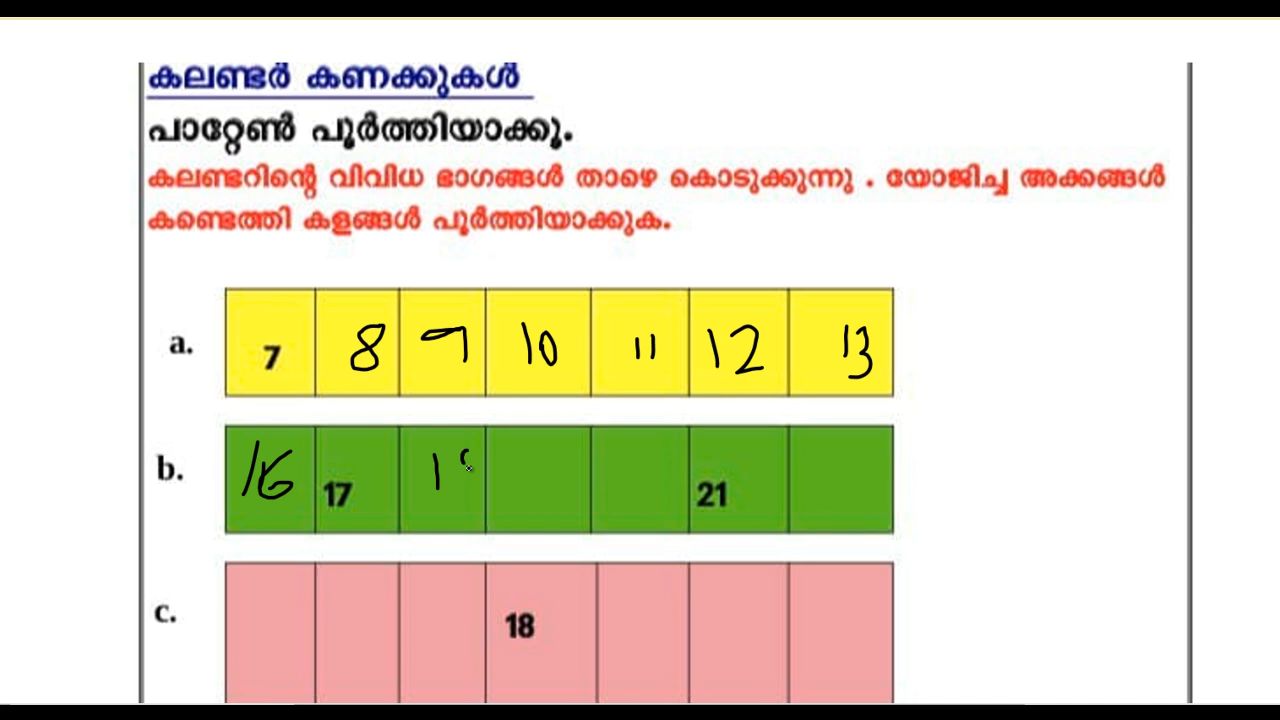 കലണ്ടർ കണക്കുകൾ
പാറ്റേൺ പൂർത്തിയാക്കൂ.
കലണ്ടറിന്റെ വിവിധ ഭാഗങ്ങൾ താഴെ കൊടുക്കുന്നു . യോജിച്ച അക്കങ്ങൾ
കണ്ടെത്തി കളങ്ങൾ പൂർത്തിയാക്കുക.
a. 7 8 9 10 11 12 13
b. 16 17 1 21
c. 18